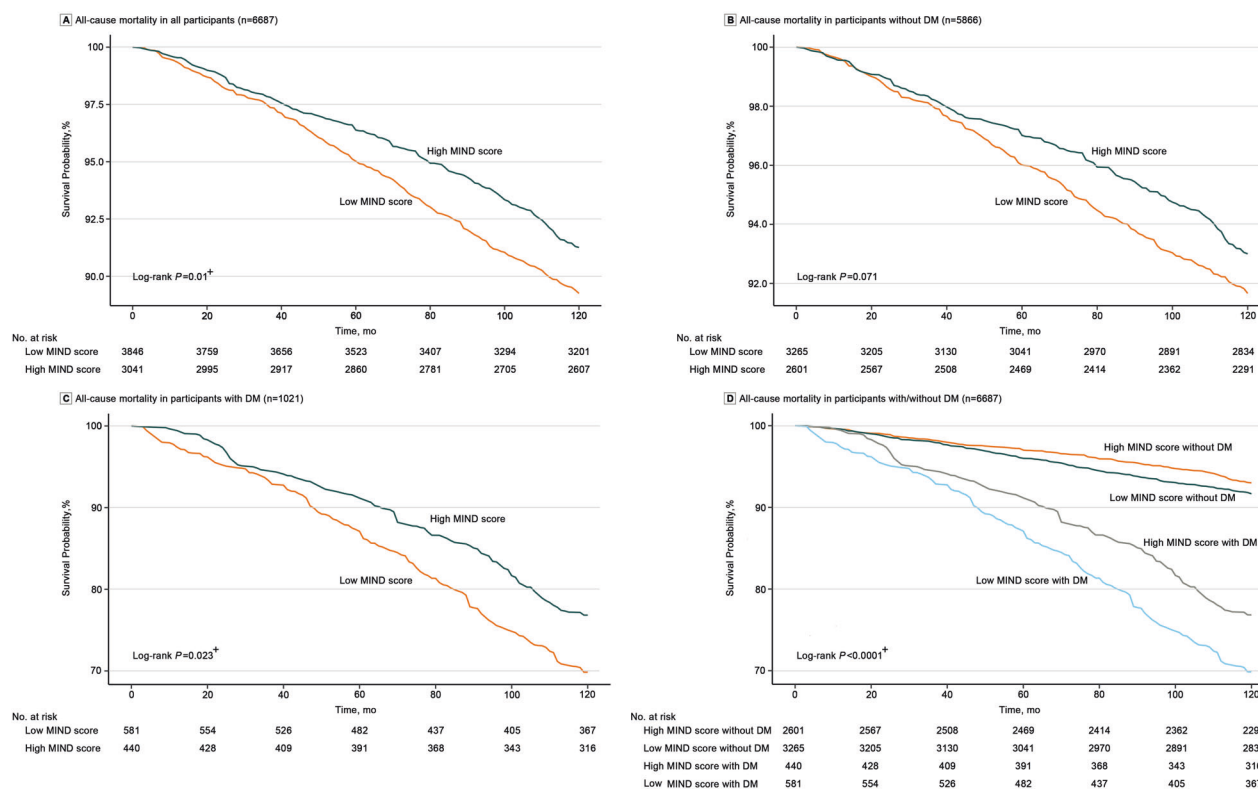 A All-cause mortality in all participants (n=6687)
100
97.5
95.0
92.5
90.0
Survival Probability,%
High MIND score
Low MIND score
Log-rank P=0.01+
0 20 40 60 80 100 120
Time, mo
No. at risk
Low MIND score 3846 3759 3656 3523 3407 3294 3201
High MIND score 3041 2995 2917 2860 2781 2705 2607
B All-cause mortality in participants without DM (n=5866)
100
98.0
96.0
94.0
92.0
Survival Probability,%
High MIND score
Low MIND score
Log-rank P=0.071
0 20 40 60 80 100 120
Time, mo
No. at risk
Low MIND score 3265 3205 3130 3041 2970 2891 2834
High MIND score 2601 2567 2508 2469 2414 2362 2291
C All-cause mortality in participants with DM (n=1021)
100
90
80
70
Survival Probability,%
High MIND score
Low MIND score
Log-rank P=0.023+
0 20 40 60 80 100 120
Time, mo
No. at risk
Low MIND score 581 554 526 482 437 405 367
High MIND score 440 428 409 391 368 343 316
D All-cause mortality in participants with/without DM (n=6687)
100
90
80
70
Survival Probability,%
High MIND score without DM
Low MIND score without DM
High MIND score with DM
Low MIND score with DM
Log-rank P<0.0001+
0 20 40 60 80 100 120
Time, mo
No. at risk
High MIND score without DM 2601 2567 2508 2469 2414 2362 229
Low MIND score without DM 3265 3205 3130 3041 2970 2891 283
High MIND score with DM 440 428 409 391 368 343 316
Low MIND score with DM 581 554 526 482 437 405 367